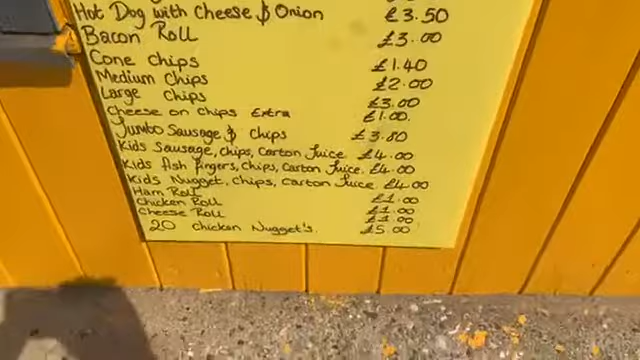 Hot Dog with Cheese & Onion £3.50
Bacon Roll £3.00
Cone Chips £1.40
Medium Chips £2.00
Large Chips £3.00
Cheese on Chips Extra £1.00.
Jumbo Sausage & Chips £3.80
Kids Sausage, Chips, Carton Juice £4.00
Kids fish fingers, Chips, Carton Juice. £4.00
Kids Nugget, Chips, Carton Juice £4.00
Ham Roll £1.00
Chicken Roll £1.00
Cheese Roll £1.00
20 Chicken Nugget's. £5.00